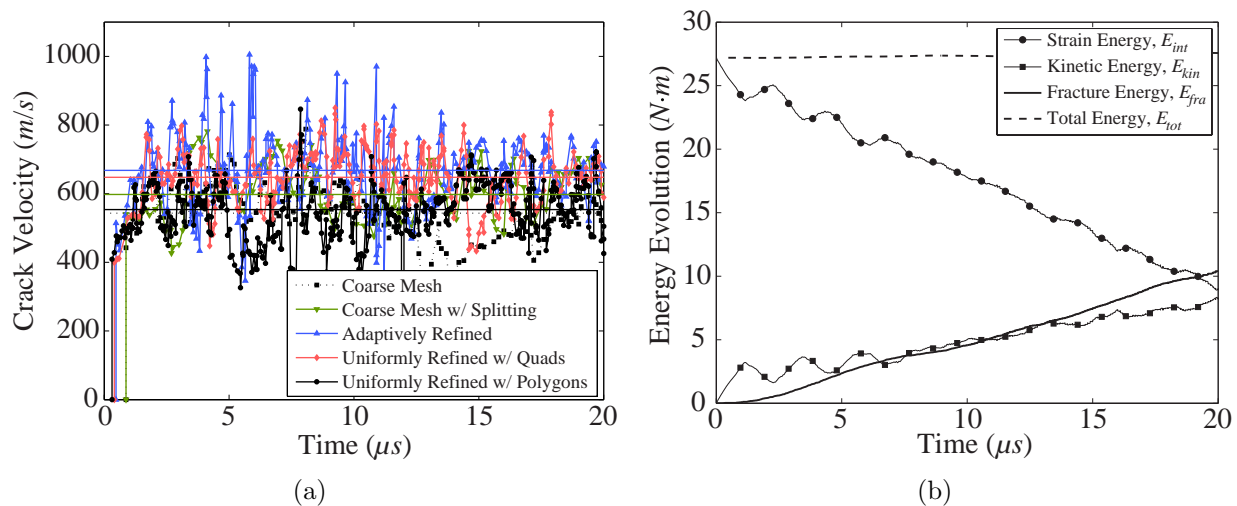 1000
800
600
400
200
0
Crack Velocity (m/s)
0 5 10 15 20
Time (μs)
Coarse Mesh
Coarse Mesh w/ Splitting
Adaptively Refined
Uniformly Refined w/ Quads
Uniformly Refined w/ Polygons
(a)
30
25
20
15
10
5
0
Energy Evolution (N·m)
0 5 10 15 20
Time (μs)
Strain Energy, E_int
Kinetic Energy, E_kin
Fracture Energy, E_fra
Total Energy, E_tot
(b)